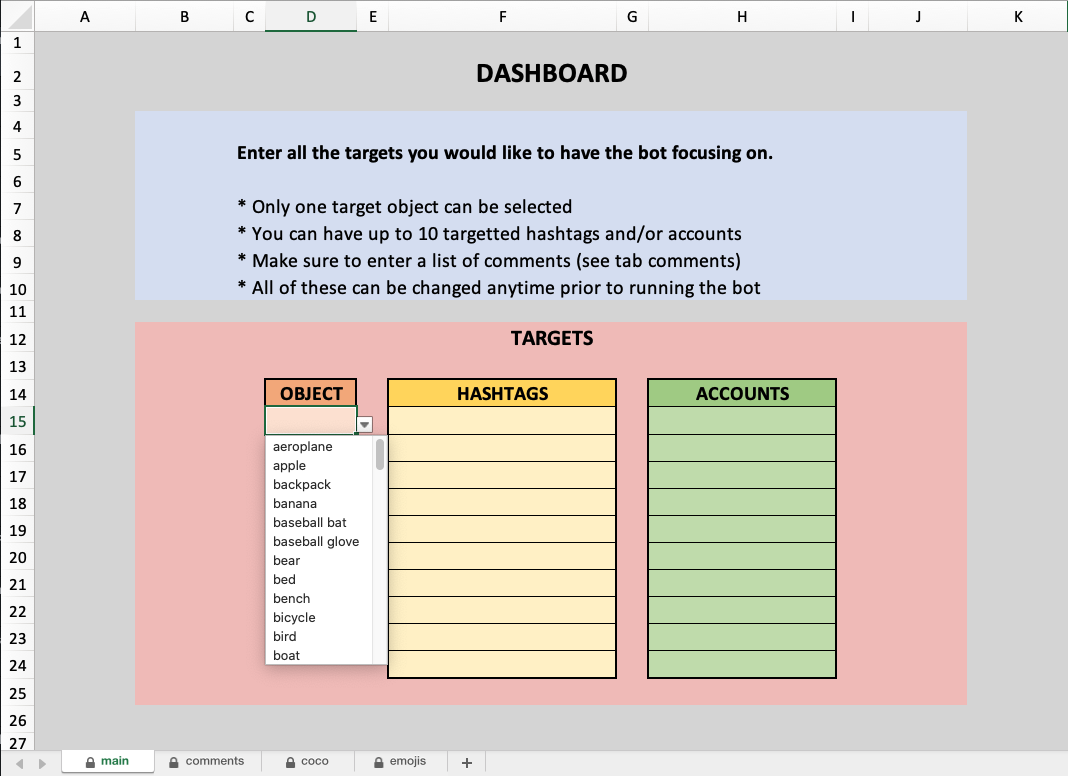 A B C D E F G H I J K
1
2 DASHBOARD
3
4
5 Enter all the targets you would like to have the bot focusing on.
6
7 * Only one target object can be selected
8 * You can have up to 10 targetted hashtags and/or accounts
9 * Make sure to enter a list of comments (see tab comments)
10 * All of these can be changed anytime prior to running the bot
11
12 TARGETS
13
14 OBJECT HASHTAGS ACCOUNTS
15
aeroplane
16
apple
17 backpack
18 banana
19 baseball bat
baseball glove
20 bear
21 bed
bench
22 bicycle
23 bird
24 boat
25
26
27
main comments coco emojis +